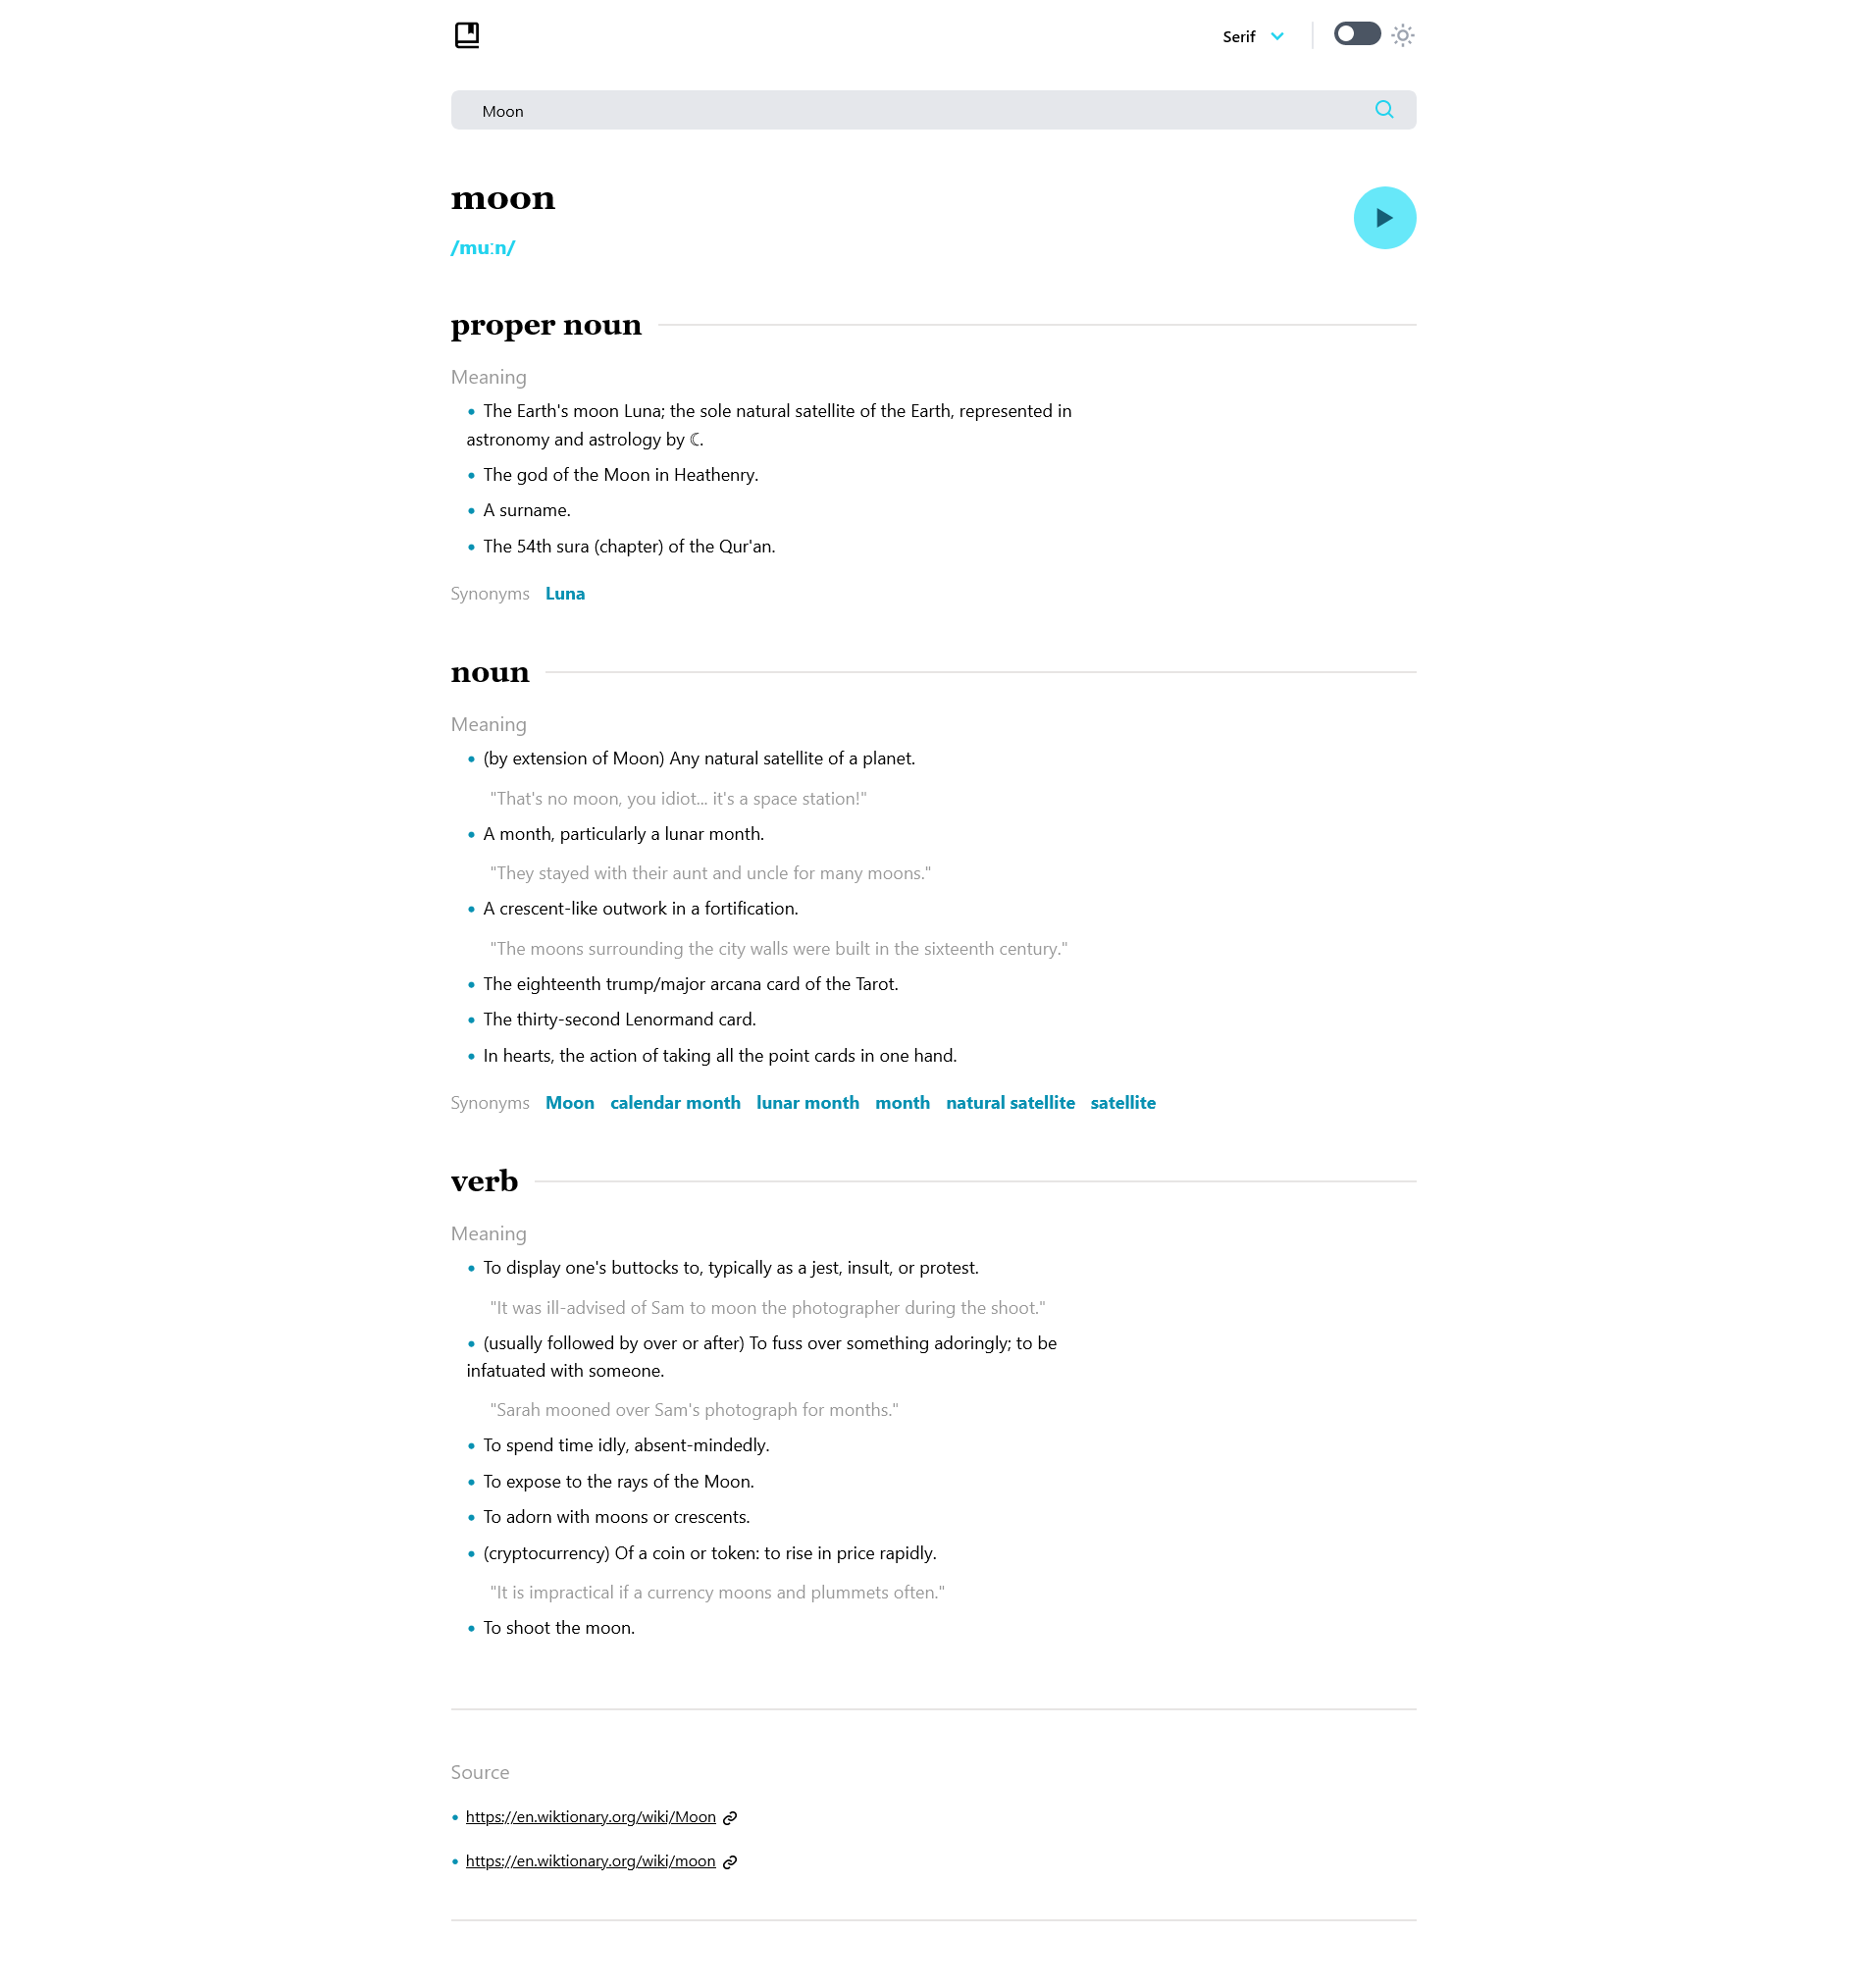 Serif
Moon
moon
/muːn/
proper noun
Meaning
• The Earth's moon Luna; the sole natural satellite of the Earth, represented in
astronomy and astrology by ☾.
• The god of the Moon in Heathenry.
• A surname.
• The 54th sura (chapter) of the Qur'an.
Synonyms Luna
noun
Meaning
• (by extension of Moon) Any natural satellite of a planet.
"That's no moon, you idiot... it's a space station!"
• A month, particularly a lunar month.
"They stayed with their aunt and uncle for many moons."
• A crescent-like outwork in a fortification.
"The moons surrounding the city walls were built in the sixteenth century."
• The eighteenth trump/major arcana card of the Tarot.
• The thirty-second Lenormand card.
• In hearts, the action of taking all the point cards in one hand.
Synonyms Moon calendar month lunar month month natural satellite satellite
verb
Meaning
• To display one's buttocks to, typically as a jest, insult, or protest.
"It was ill-advised of Sam to moon the photographer during the shoot."
• (usually followed by over or after) To fuss over something adoringly; to be
infatuated with someone.
"Sarah mooned over Sam's photograph for months."
• To spend time idly, absent-mindedly.
• To expose to the rays of the Moon.
• To adorn with moons or crescents.
• (cryptocurrency) Of a coin or token: to rise in price rapidly.
"It is impractical if a currency moons and plummets often."
• To shoot the moon.
Source
• https://en.wiktionary.org/wiki/Moon
• https://en.wiktionary.org/wiki/moon